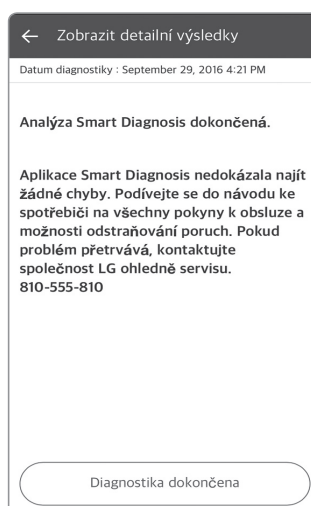 ← Zobrazit detailní výsledky
Datum diagnostiky : September 29, 2016 4:21 PM
Analýza Smart Diagnosis dokončená.
Aplikace Smart Diagnosis nedokázala najít
žádné chyby. Podívejte se do návodu ke
spotřebiči na všechny pokyny k obsluze a
možnosti odstraňování poruch. Pokud
problém přetrvává, kontaktujte
společnost LG ohledně servisu.
810-555-810
Diagnostika dokončena